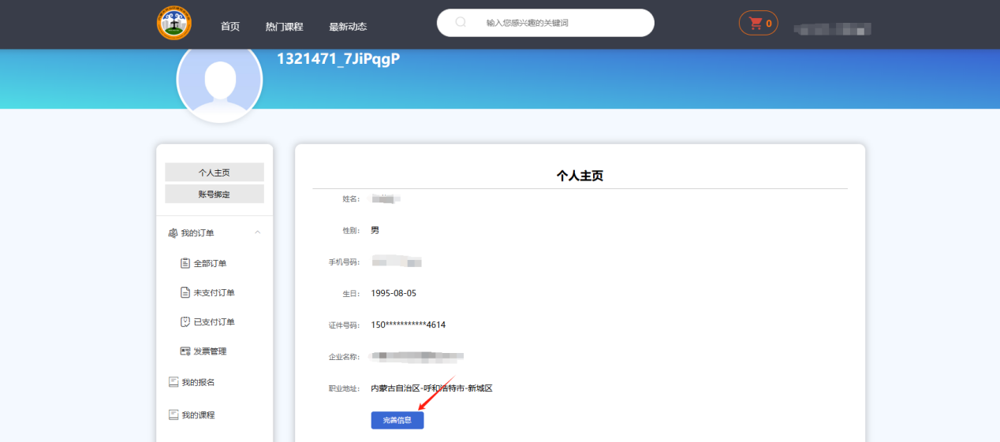 首页 热门课程 最新动态 输入您感兴趣的关键词 0
1321471_7JiPqgP
个人主页
账号绑定
我的订单
全部订单
未支付订单
已支付订单
发票管理
我的报名
我的课程
个人主页
姓名:
性别: 男
手机号码:
生日: 1995-08-05
证件号码: 150***********4614
企业名称:
职业地址: 内蒙古自治区-呼和浩特市-新城区
完善信息